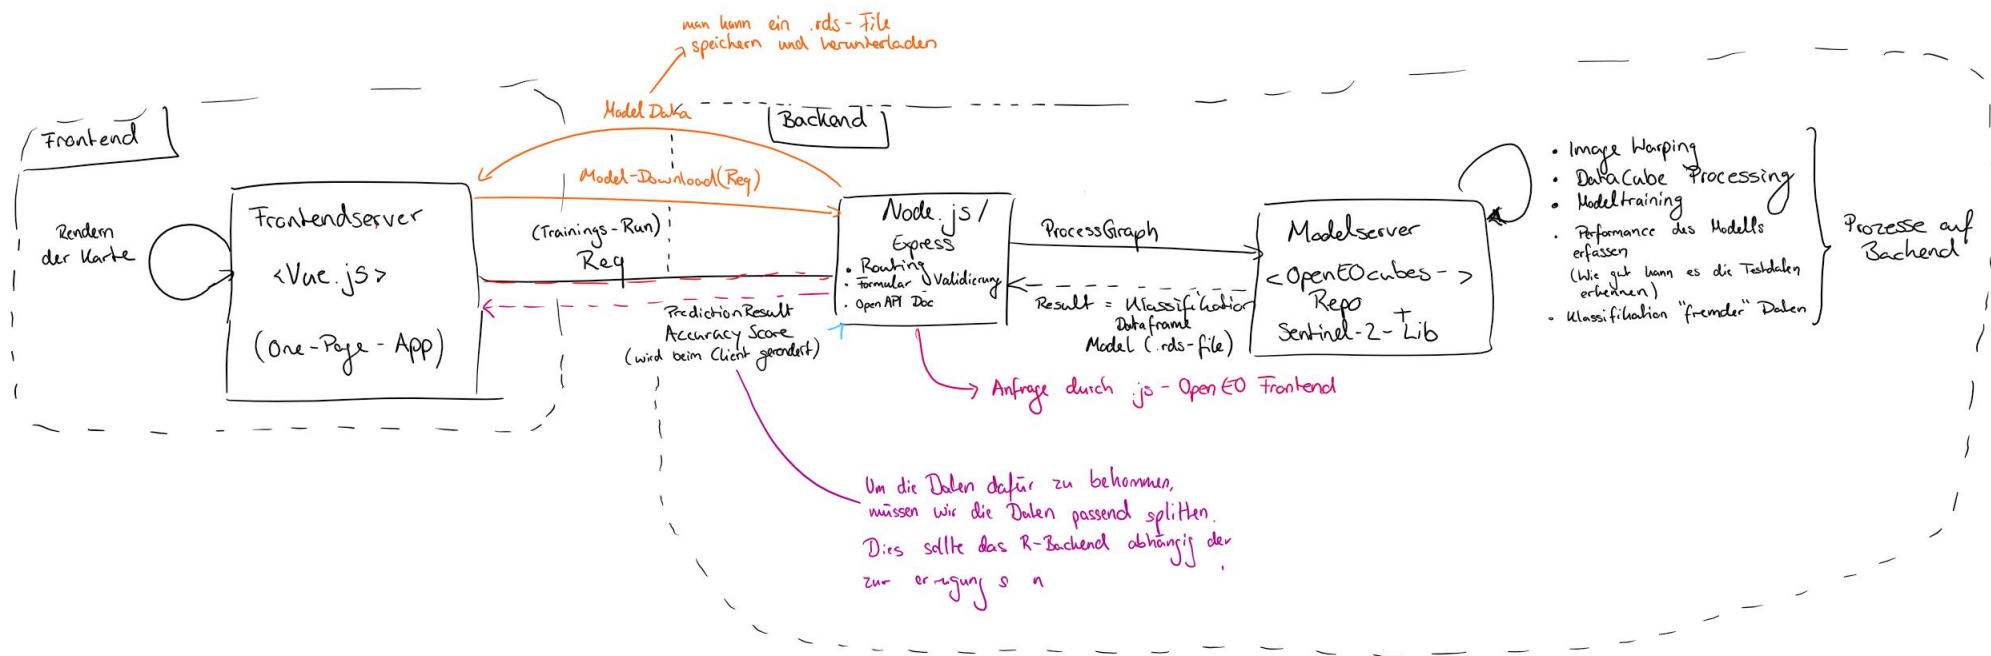 man kann ein .rds-File
speichern und herunterladen
Model Data
Frontend
Backend
Model-Download(Req)
Rendern
der Karte
Frontendserver
<Vue.js>
(One-Page-App)
(Trainings-Run)
Req
PredictionResult
Accuracy Score
(wird beim Client gerendert)
Node.js/
Express
• Routing
• Formular Validierung
• OpenAPI Doc
ProcessGraph
Result = Klassifikation
Dataframe
Model (.rds-file)
Modelserver
<OpenEOcubes->
Repo
+
Sentinel-2-Lib
• Image Warping
• DataCube Processing
• Modeltraining
• Performance des Modells
erfassen
(Wie gut kann es die Testdaten
erkennen)
• Klassifikation "fremder" Daten
Prozesse auf
Backend
Anfrage durch .js-OpenEO Frontend
Um die Daten dafür zu bekommen,
müssen wir die Daten passend splitten.
Dies sollte das R-Backend abhängig der
zur